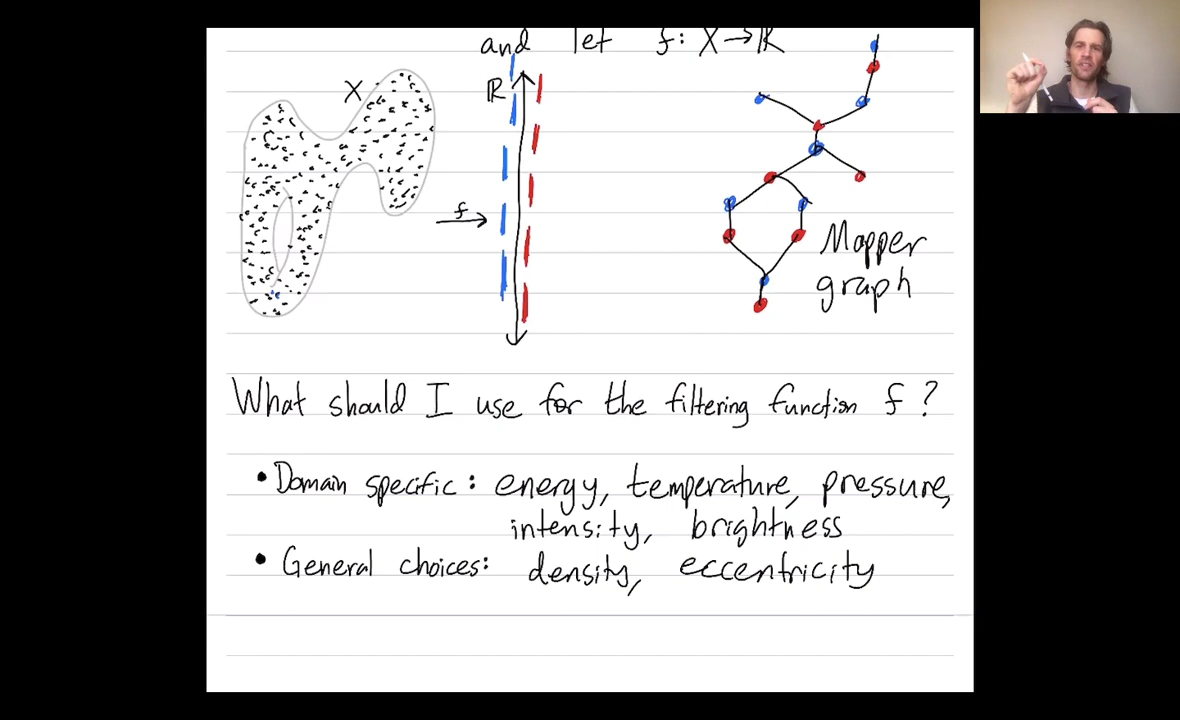 and let f: X→ℝ
X
ℝ
f
Mapper
graph
What should I use for the filtering function f?
• Domain specific: energy, temperature, pressure,
intensity, brightness
• General choices: density, eccentricity